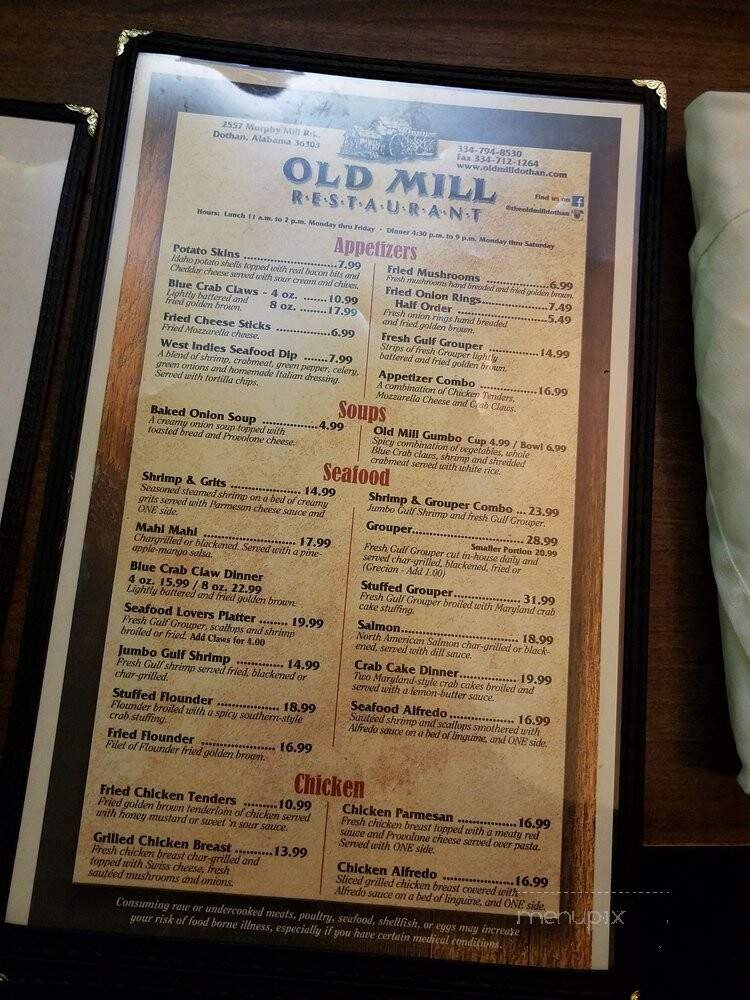 2557 Murphy Mill Rd.
Dothan, Alabama 36303
334-794-8530
fax 334-712-1264
www.oldmilldothan.com
OLD MILL
R·E·S·T·A·U·R·A·N·T
Find us on f
@theoldmilldothan
Hours: Lunch 11 a.m. to 2 p.m. Monday thru Friday · Dinner 4:30 p.m. to 9 p.m. Monday thru Saturday
Appetizers
Potato Skins ........................7.99
Idaho potato shells topped with real bacon bits and
Cheddar cheese served with sour cream and chives.
Blue Crab Claws - 4 oz. .......10.99
Lightly battered and 8 oz. .......17.99
fried golden brown.
Fried Cheese Sticks ...............6.99
Fried Mozzarella cheese.
West Indies Seafood Dip .......7.99
A blend of shrimp, crabmeat, green pepper, celery,
green onions and homemade Italian dressing.
Served with tortilla chips.
Fried Mushrooms ....................6.99
Fresh mushrooms hand breaded and fried golden brown.
Fried Onion Rings....................7.49
Half Order ..........................5.49
Fresh onion rings hand breaded
and fried golden brown.
Fresh Gulf Grouper ................14.99
Strips of fresh Grouper lightly
battered and fried golden brown.
Appetizer Combo ..................16.99
A combination of Chicken Tenders,
Mozzarella Cheese and Crab Claws.
Soups
Baked Onion Soup ................4.99
A creamy onion soup topped with
toasted bread and Provolone cheese.
Old Mill Gumbo Cup 4.99 / Bowl 6.99
Spicy combination of vegetables, whole
Blue Crab claws, shrimp and shredded
crabmeat served with white rice.
Seafood
Shrimp & Grits .................... 14.99
Seasoned steamed shrimp on a bed of creamy
grits served with Parmesan cheese sauce and
ONE side.
Mahi Mahi ............................ 17.99
Chargrilled or blackened. Served with a pine-
apple-mango salsa.
Blue Crab Claw Dinner
4 oz. 15.99 / 8 oz. 22.99
Lightly battered and fried golden brown.
Seafood Lovers Platter ........ 19.99
Fresh Gulf Grouper, scallops and shrimp
broiled or fried. Add Claws for 4.00
Jumbo Gulf Shrimp ............. 14.99
Fresh Gulf shrimp served fried, blackened or
char-grilled.
Stuffed Flounder ................. 18.99
Flounder broiled with a spicy southern-style
crab stuffing.
Fried Flounder ..................... 16.99
Filet of Flounder fried golden brown.
Shrimp & Grouper Combo ... 23.99
Jumbo Gulf Shrimp and fresh Gulf Grouper.
Grouper................................. 28.99
Smaller Portion 20.99
Fresh Gulf Grouper cut in-house daily and
served char-grilled, blackened, fried or
(Grecian - Add 1.00)
Stuffed Grouper.................... 31.99
Fresh Gulf Grouper broiled with Maryland crab
cake stuffing.
Salmon................................. 18.99
North American Salmon char-grilled or black-
ened, served with dill sauce.
Crab Cake Dinner.................19.99
Two Maryland-style crab cakes broiled and
served with a lemon-butter sauce.
Seafood Alfredo ................... 16.99
Sautéed shrimp and scallops smothered with
Alfredo sauce on a bed of linguine, and ONE side.
Chicken
Fried Chicken Tenders .........10.99
Fried golden brown tenderloin of chicken served
with honey mustard or sweet 'n sour sauce.
Grilled Chicken Breast ..........13.99
Fresh chicken breast char-grilled and
topped with Swiss cheese, fresh
sautéed mushrooms and onions.
Chicken Parmesan .................16.99
Fresh chicken breast topped with a meaty red
sauce and Provolone cheese served over pasta.
Served with ONE side.
Chicken Alfredo .....................16.99
Sliced grilled chicken breast covered with
Alfredo sauce on a bed of linguine, and ONE side.
Consuming raw or undercooked meats, poultry, seafood, shellfish, or eggs may increase
your risk of food borne illness, especially if you have certain medical conditions.
menupix